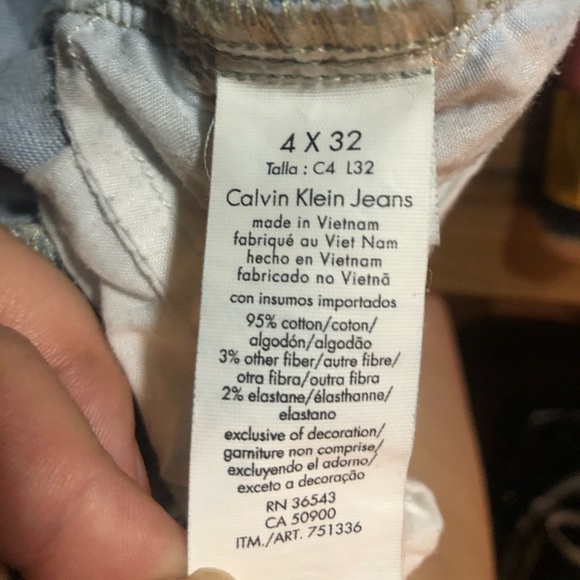 4 X 32
Talla : C4 L32
Calvin Klein Jeans
made in Vietnam
fabriqué au Viet Nam
hecho en Vietnam
fabricado no Vietnã
con insumos importados
95% cotton/coton/
algodón/algodão
3% other fiber/autre fibre/
otra fibra/outra fibra
2% elastane/élasthanne/
elastano
exclusive of decoration/
garniture non comprise/
excluyendo el adorno/
exceto a decoração
RN 36543
CA 50900
ITM./ART. 751336